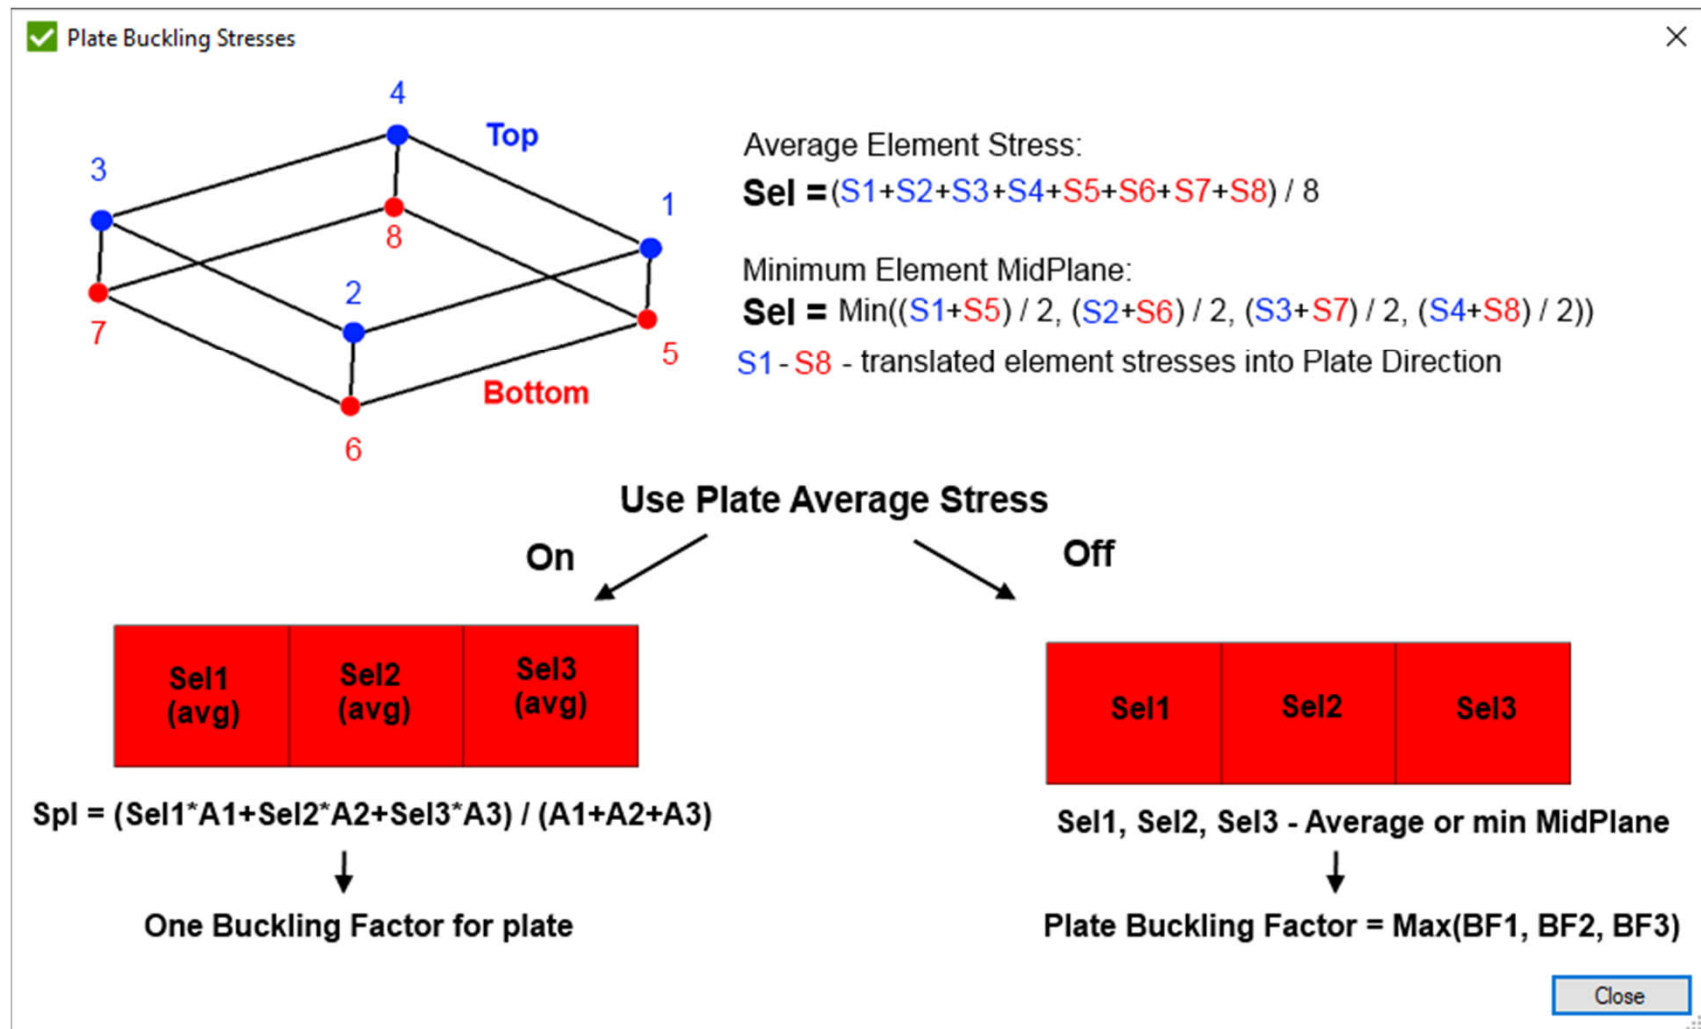 Plate Buckling Stresses
4
Top
3
1
8
2
7
5
Bottom
6
Average Element Stress:
Sel =(S1+S2+S3+S4+S5+S6+S7+S8) / 8
Minimum Element MidPlane:
Sel = Min((S1+S5) / 2, (S2+S6) / 2, (S3+S7) / 2, (S4+S8) / 2))
S1 - S8 - translated element stresses into Plate Direction
Use Plate Average Stress
On
Off
Sel1
(avg)
Sel2
(avg)
Sel3
(avg)
Spl = (Sel1*A1+Sel2*A2+Sel3*A3) / (A1+A2+A3)
One Buckling Factor for plate
Sel1
Sel2
Sel3
Sel1, Sel2, Sel3 - Average or min MidPlane
Plate Buckling Factor = Max(BF1, BF2, BF3)
Close